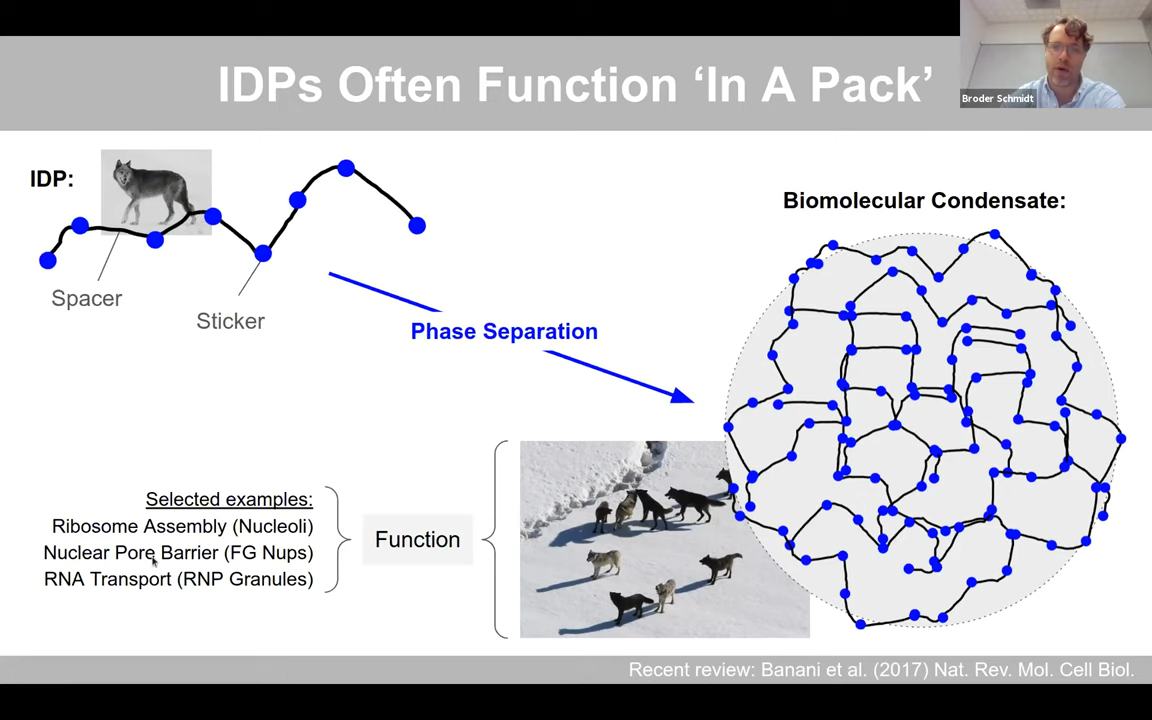 IDPs Often Function ‘In A Pack’
Broder Schmidt
IDP:
Spacer
Sticker
Phase Separation
Biomolecular Condensate:
Selected examples:
Ribosome Assembly (Nucleoli)
Nuclear Pore Barrier (FG Nups)
RNA Transport (RNP Granules)
Function
Recent review: Banani et al. (2017) Nat. Rev. Mol. Cell Biol.